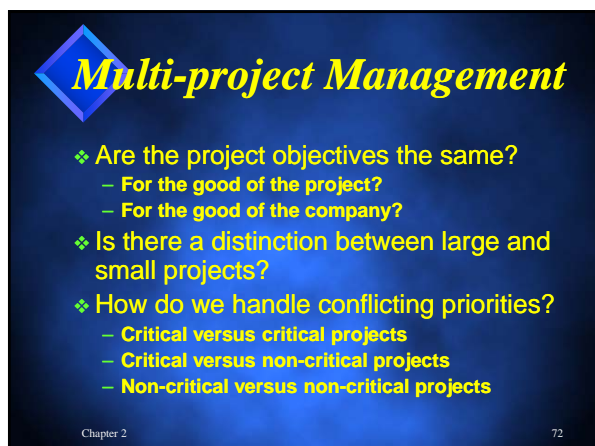 Multi-project Management
❖ Are the project objectives the same?
– For the good of the project?
– For the good of the company?
❖ Is there a distinction between large and
small projects?
❖ How do we handle conflicting priorities?
– Critical versus critical projects
– Critical versus non-critical projects
– Non-critical versus non-critical projects
Chapter 2
72